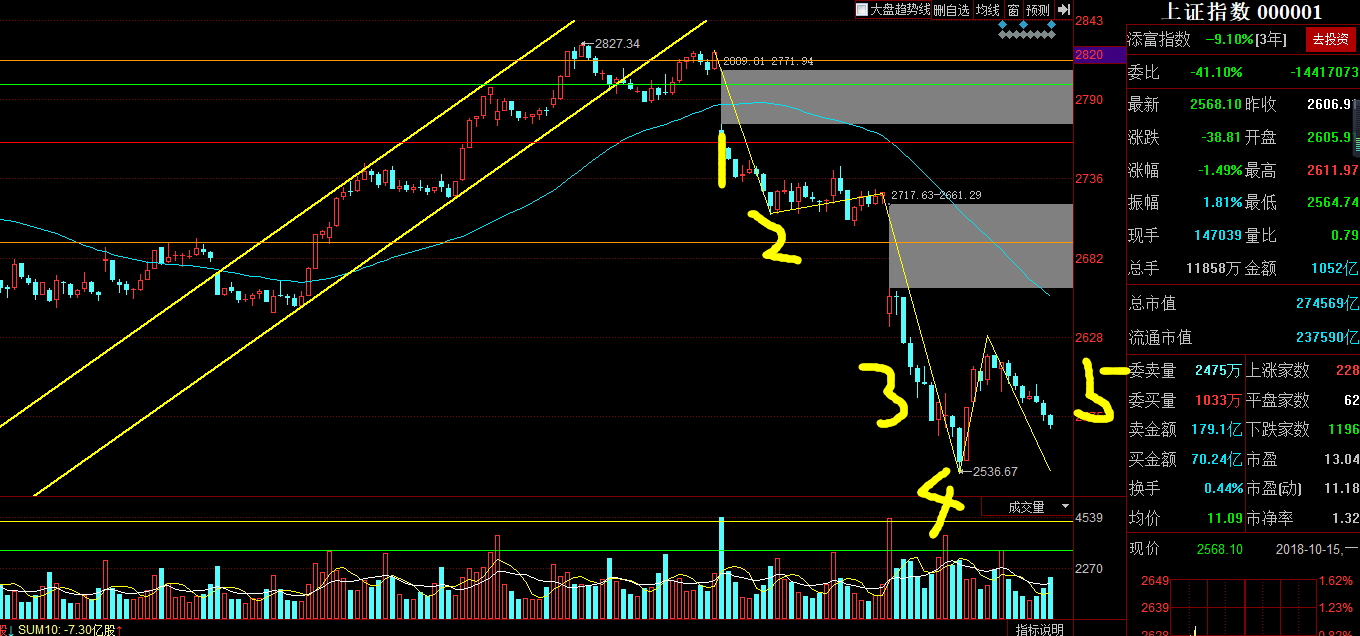 大盘趋势线 删自选 均线 窗 预测
上证指数 000001
2843
添富指数 -9.10%[3年] 去投资
2827.34
2820
2009.81-2771.94
委比 -41.10% -14417073
2790
最新 2568.10 昨收 2606.91
涨跌 -38.81 开盘 2605.9
涨幅 -1.49% 最高 2611.97
2736
2717.63-2661.29
振幅 1.81% 最低 2564.74
1
2
现手 147039 量比 0.79
2682
总手 11858万 金额 1052亿
总市值 274569亿
2628
流通市值 237590亿
3
5
委卖量 2475万 上涨家数 228
委买量 1033万 平盘家数 62
卖金额 179.1亿 下跌家数 1196
2536.67
买金额 70.24亿 市盈 13.04
4
换手 0.44% 市盈(动) 11.18
成交量
4539
均价 11.09 市净率 1.32
现价 2568.10 2018-10-15,一
2270
2649 1.62%
2639 1.23%
2628 0.82%
股↓ SUM10: -7.30亿股↑
指标说明